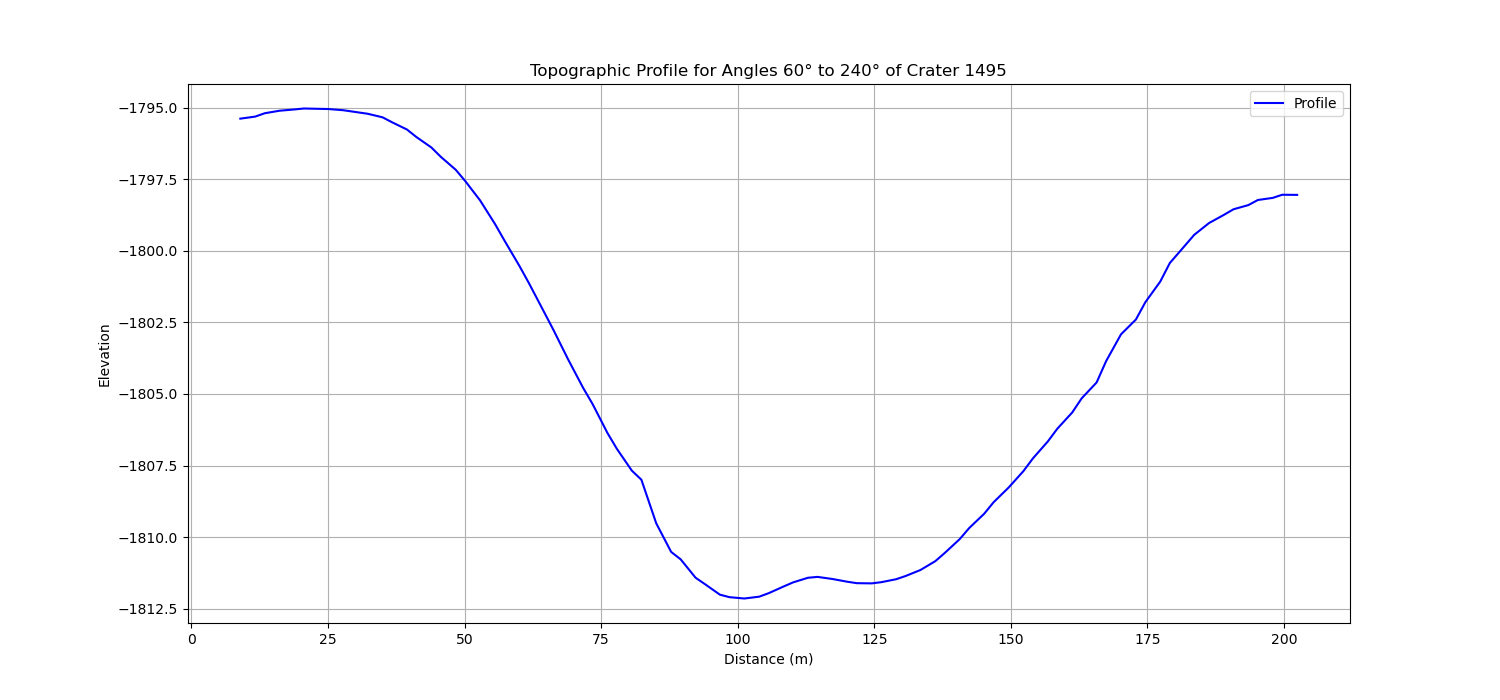 Topographic Profile for Angles 60° to 240° of Crater 1495
Profile
−1795.0
−1797.5
−1800.0
−1802.5
−1805.0
−1807.5
−1810.0
−1812.5
Elevation
0 25 50 75 100 125 150 175 200
Distance (m)